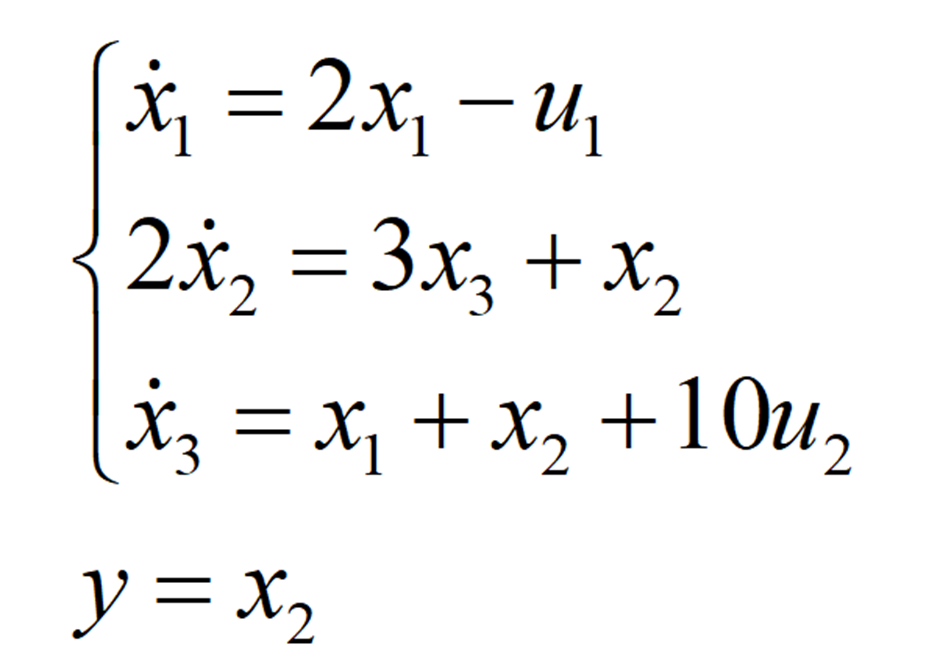 ẋ₁ = 2x₁ − u₁
2ẋ₂ = 3x₃ + x₂
ẋ₃ = x₁ + x₂ + 10u₂
y = x₂